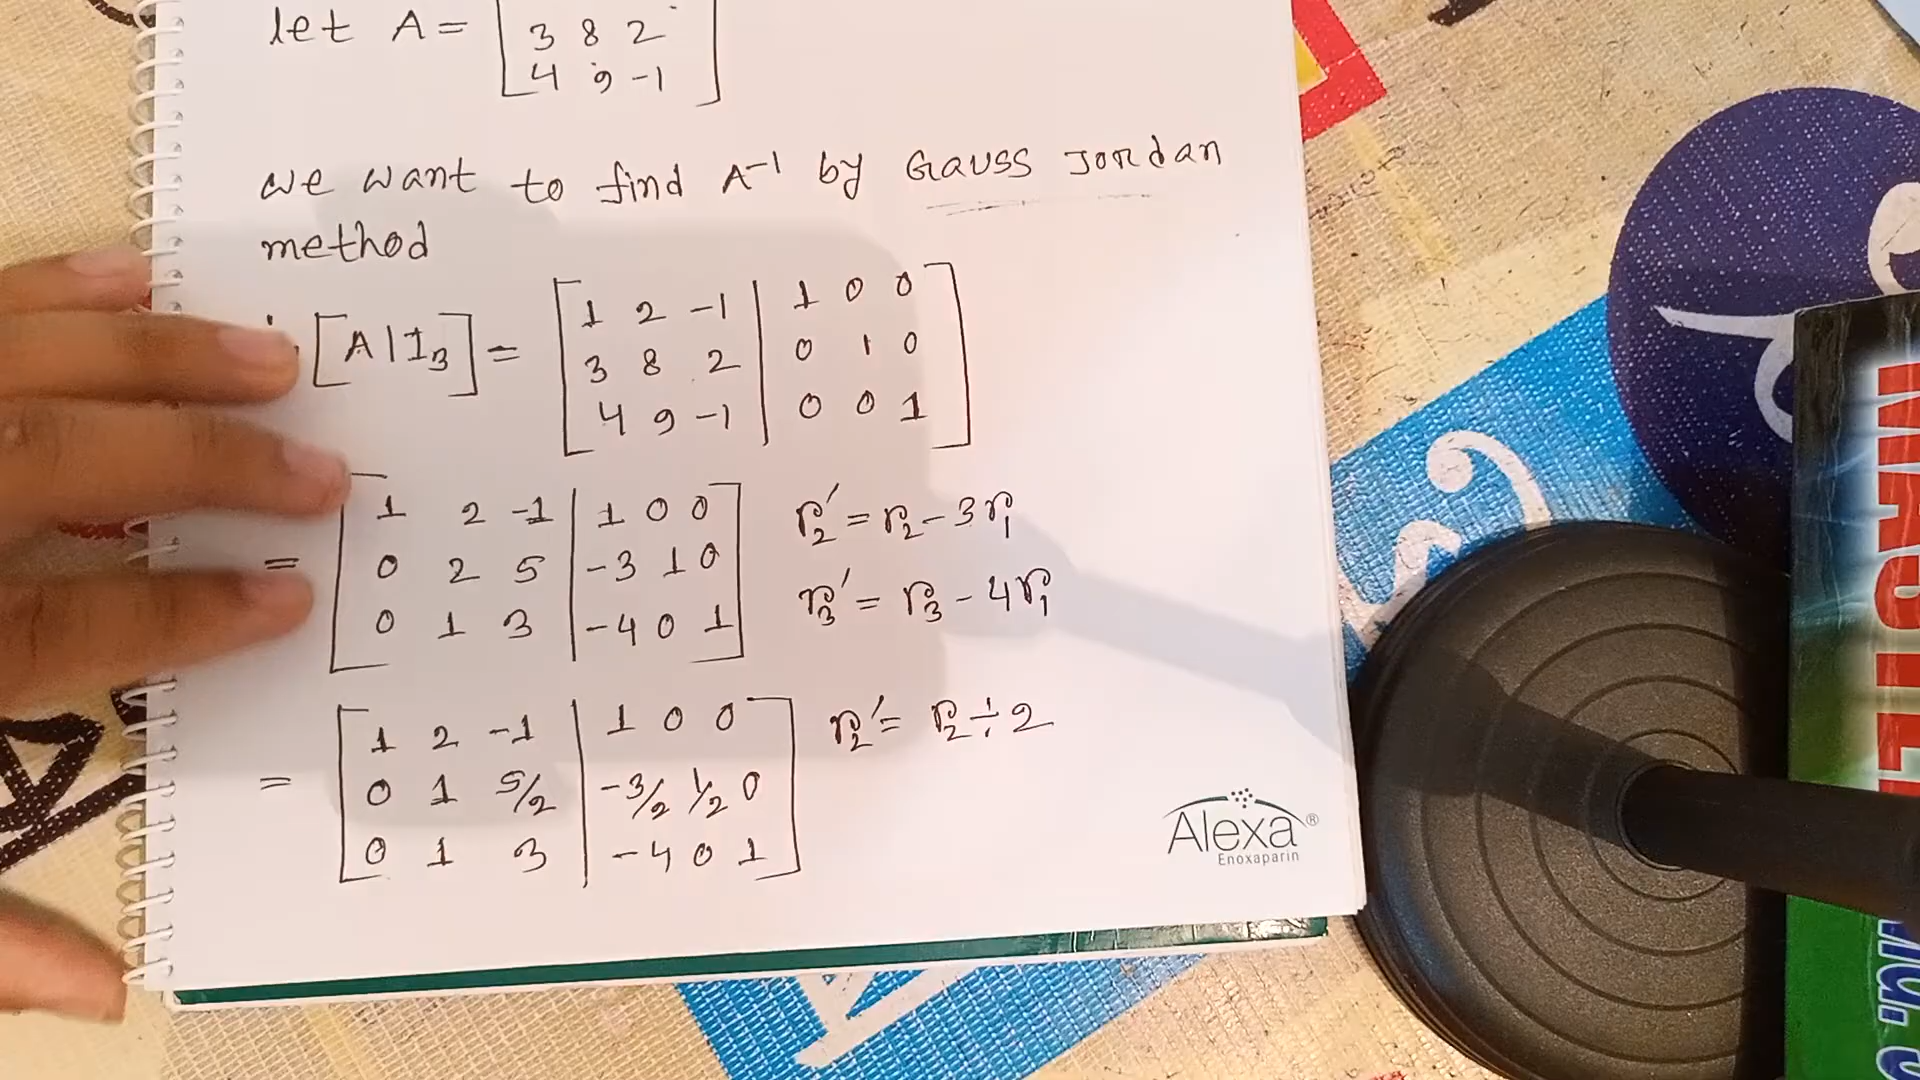 let A = [
3 8 2
4 9 -1 ]
we want to find A⁻¹ by Gauss Jordan
method
[A|I₃] = [ 1 2 -1 | 1 0 0
3 8 2 | 0 1 0
4 9 -1 | 0 0 1 ]
= [ 1 2 -1 | 1 0 0
0 2 5 | -3 1 0
0 1 3 | -4 0 1 ]
r₂′ = r₂ - 3r₁
r₃′ = r₃ - 4r₁
= [ 1 2 -1 | 1 0 0
0 1 5/2 | -3/2 1/2 0
0 1 3 | -4 0 1 ]
r₂′ = r₂ ÷ 2
Alexa®
Enoxaparin